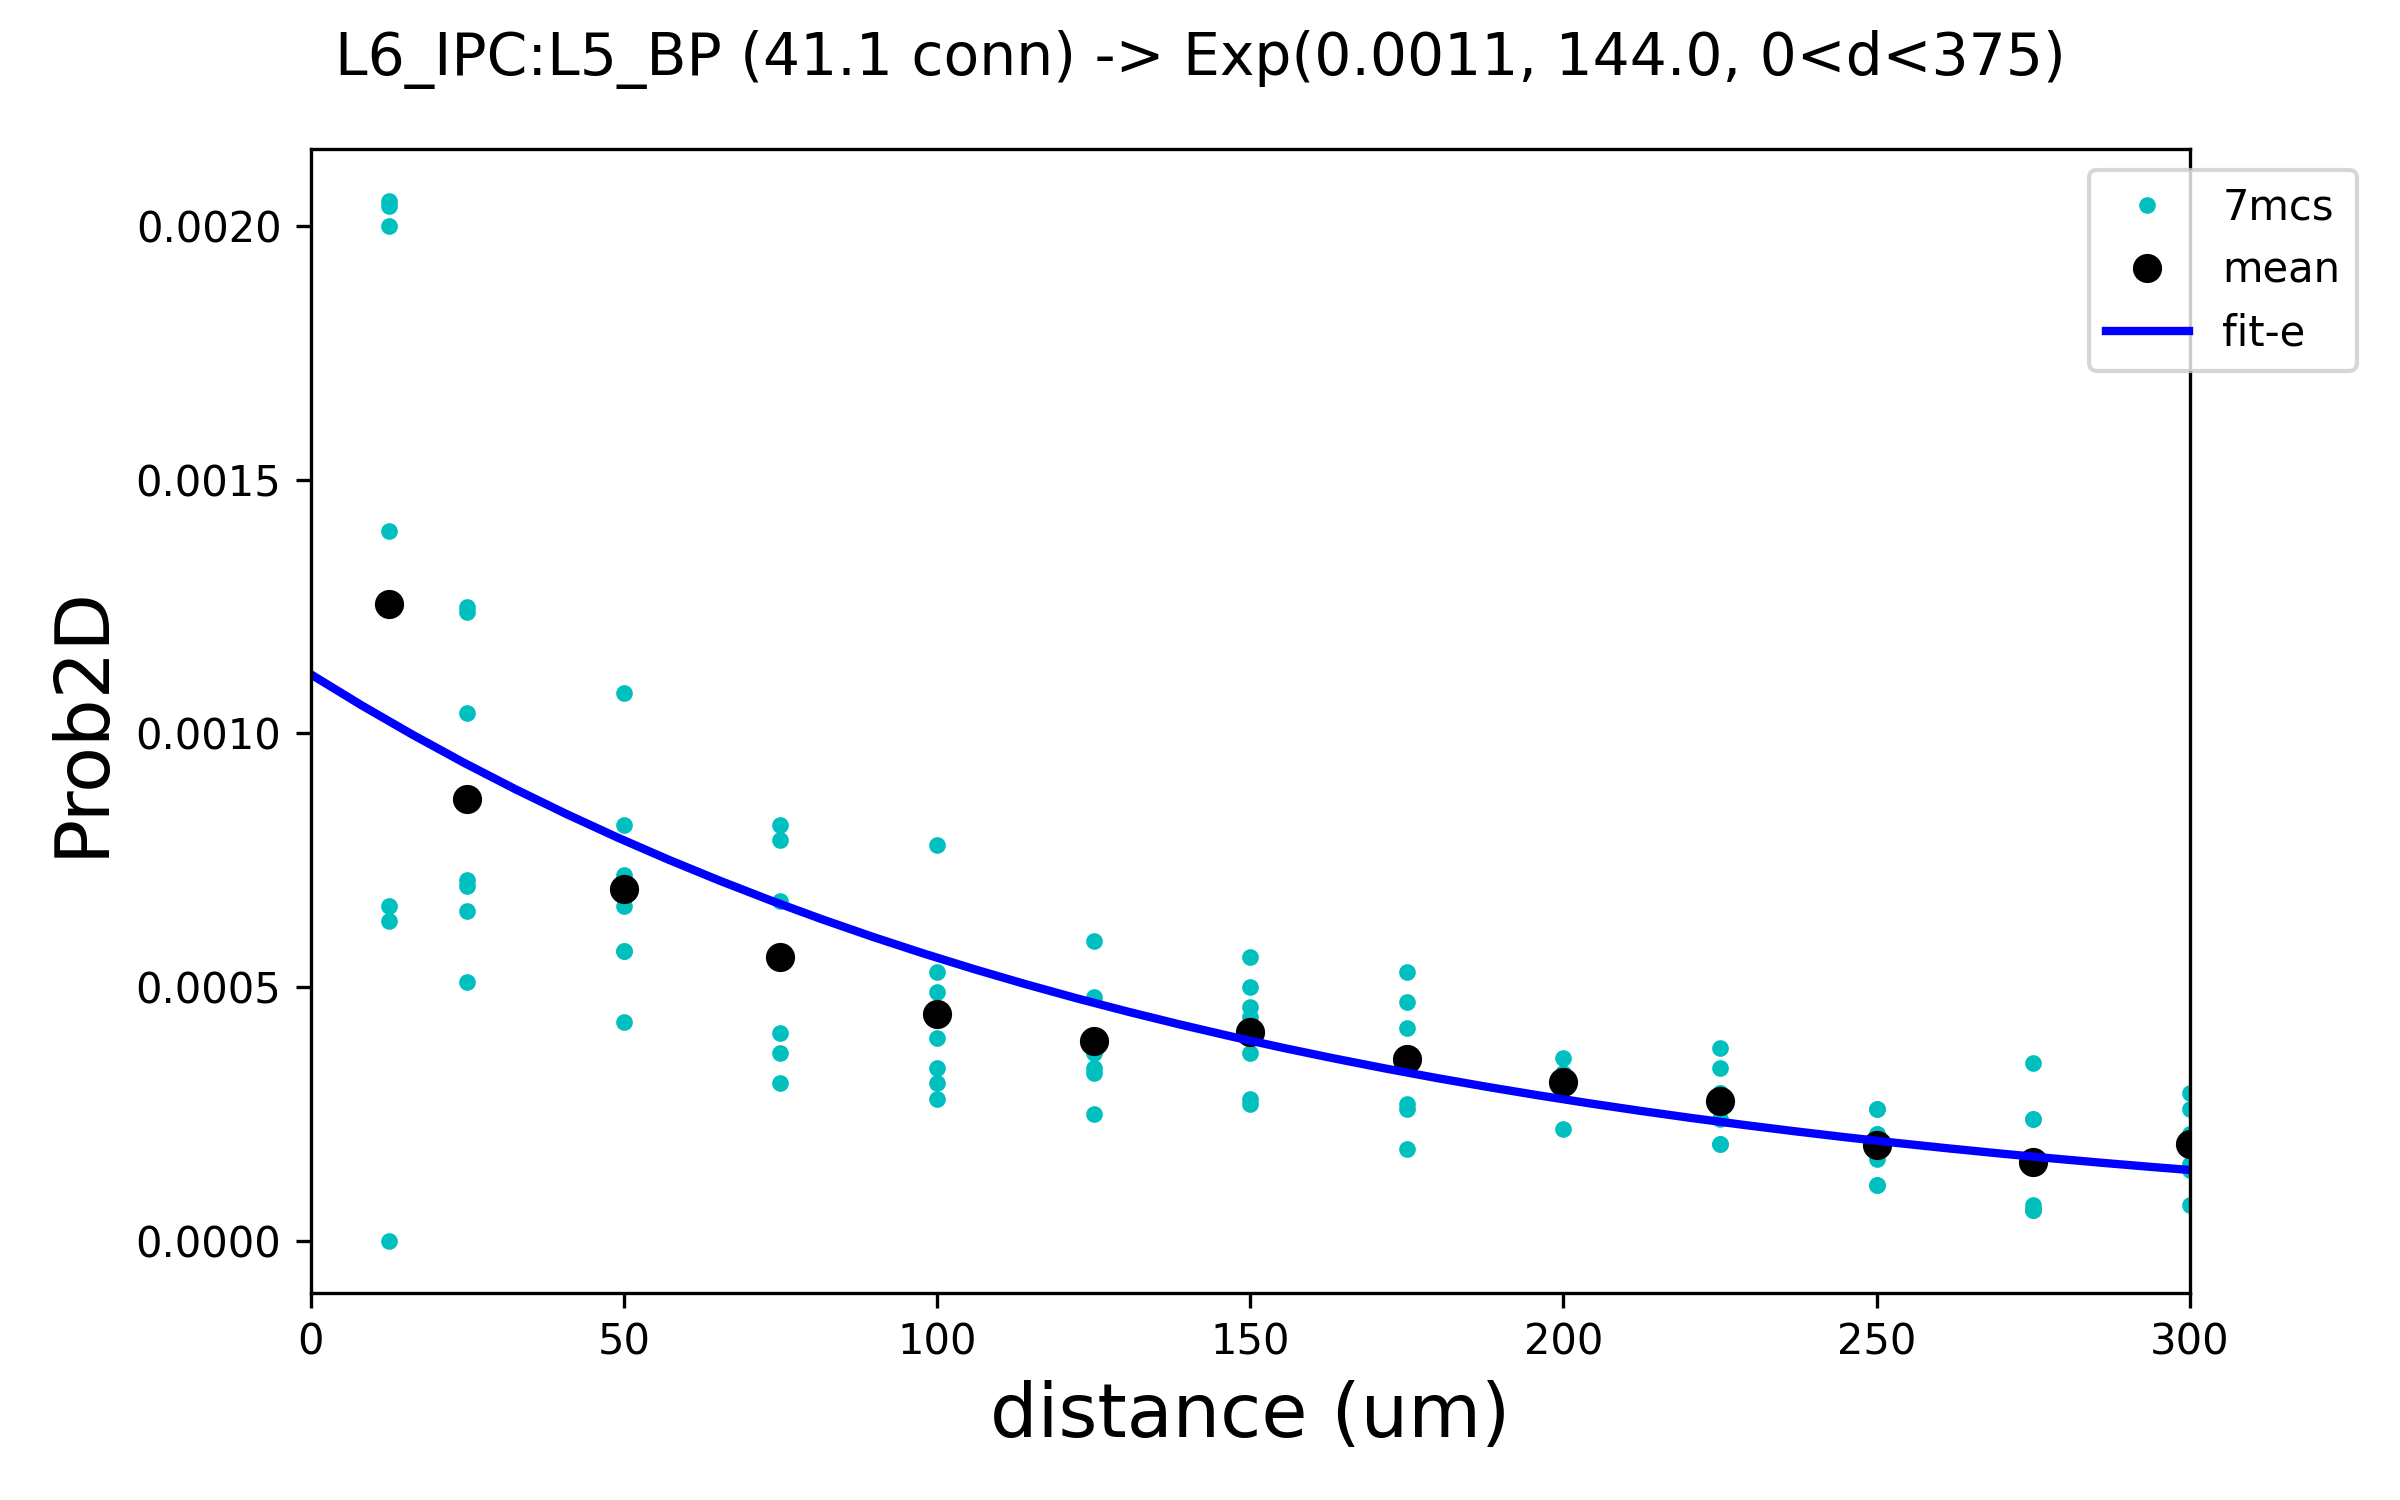 L6_IPC:L5_BP (41.1 conn) -> Exp(0.0011, 144.0, 0<d<375)
7mcs
mean
fit-e
Prob2D
0.0020
0.0015
0.0010
0.0005
0.0000
0 50 100 150 200 250 300
distance (um)